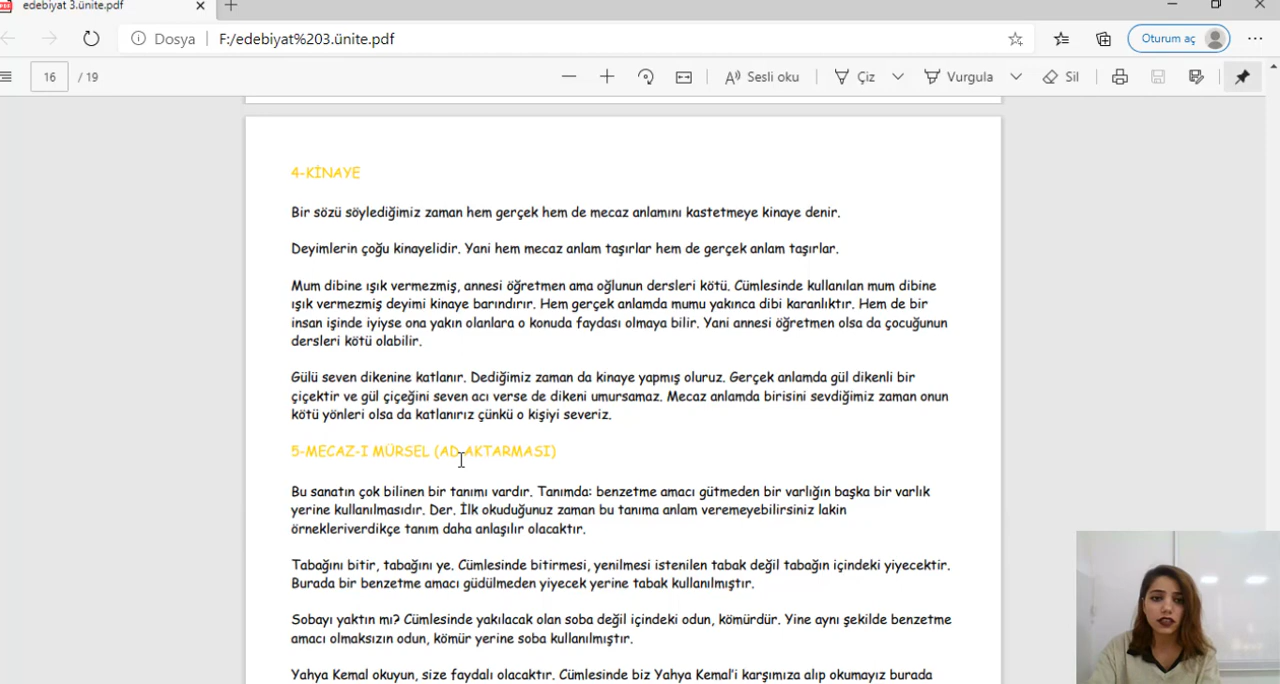 edebiyat 3.ünite.pdf
Dosya F:/edebiyat%203.ünite.pdf
Oturum aç
16 / 19
Sesli oku
Çiz
Vurgula
Sil
4-KİNAYE
Bir sözü söylediğimiz zaman hem gerçek hem de mecaz anlamını kastetmeye kinaye denir.
Deyimlerin çoğu kinayelidir. Yani hem mecaz anlam taşırlar hem de gerçek anlam taşırlar.
Mum dibine ışık vermezmiş, annesi öğretmen ama oğlunun dersleri kötü. Cümlesinde kullanılan mum dibine
ışık vermezmiş deyimi kinaye barındırır. Hem gerçek anlamda mumu yakınca dibi karanlıktır. Hem de bir
insan işinde iyiyse ona yakın olanlara o konuda faydası olmaya bilir. Yani annesi öğretmen olsa da çocuğunun
dersleri kötü olabilir.
Gülü seven dikenine katlanır. Dediğimiz zaman da kinaye yapmış oluruz. Gerçek anlamda gül dikenli bir
çiçektir ve gül çiçeğini seven acı verse de dikeni umursamaz. Mecaz anlamda birisini sevdiğimiz zaman onun
kötü yönleri olsa da katlanırız çünkü o kişiyi severiz.
5-MECAZ-I MÜRSEL (AD AKTARMASI)
Bu sanatın çok bilinen bir tanımı vardır. Tanımda: benzetme amacı gütmeden bir varlığın başka bir varlık
yerine kullanılmasıdır. Der. İlk okuduğunuz zaman bu tanıma anlam veremeyebilirsiniz lakin
örnekleriverdikçe tanım daha anlaşılır olacaktır.
Tabağını bitir, tabağını ye. Cümlesinde bitirmesi, yenilmesi istenilen tabak değil tabağın içindeki yiyecektir.
Burada bir benzetme amacı güdülmeden yiyecek yerine tabak kullanılmıştır.
Sobayı yaktın mı? Cümlesinde yakılacak olan soba değil içindeki odun, kömürdür. Yine aynı şekilde benzetme
amacı olmaksızın odun, kömür yerine soba kullanılmıştır.
Yahya Kemal okuyun, size faydalı olacaktır. Cümlesinde biz Yahya Kemal'i karşımıza alıp okumayız burada